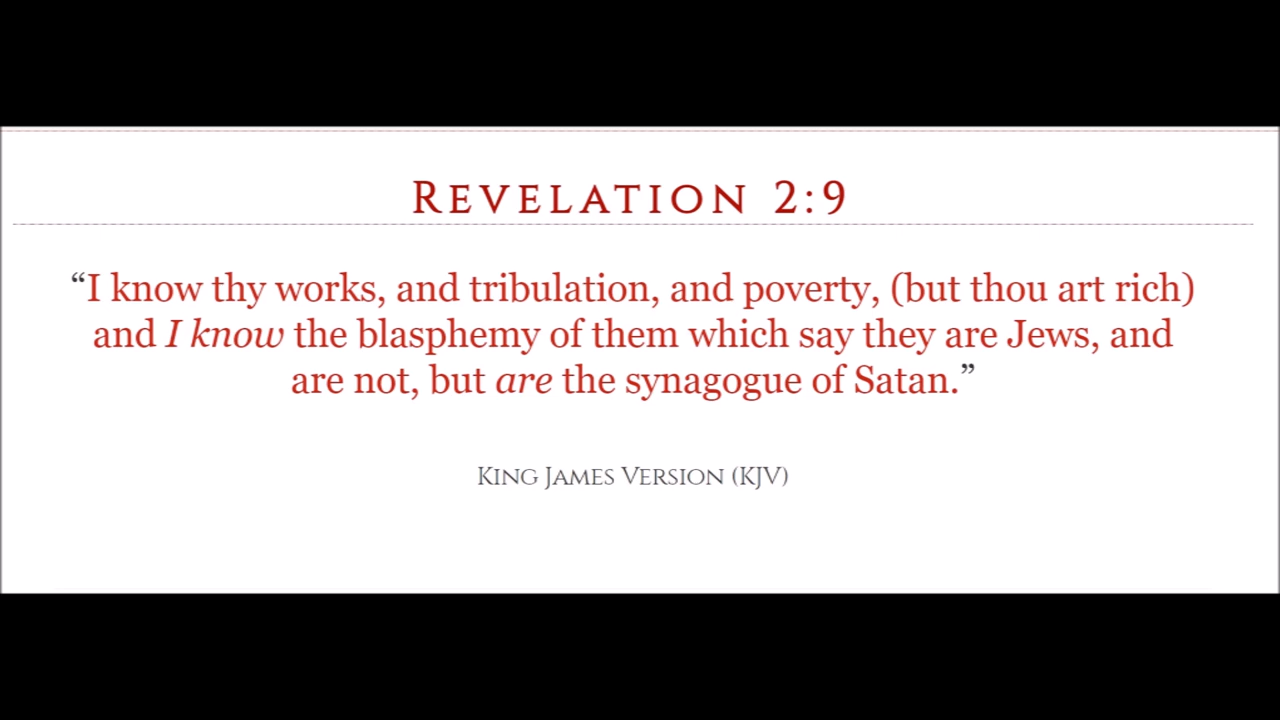 Revelation 2:9
“I know thy works, and tribulation, and poverty, (but thou art rich)
and I know the blasphemy of them which say they are Jews, and
are not, but are the synagogue of Satan.”
King James Version (KJV)